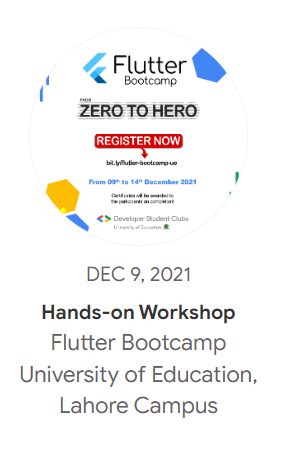 Flutter
Bootcamp
FROM
ZERO TO HERO
REGISTER NOW
bit.ly/flutter-bootcamp-ue
From 09th to 14th December 2021
Certificates will be awarded to
the participants on completion!
Developer Student Clubs
University of Education
DEC 9, 2021
Hands-on Workshop
Flutter Bootcamp
University of Education,
Lahore Campus